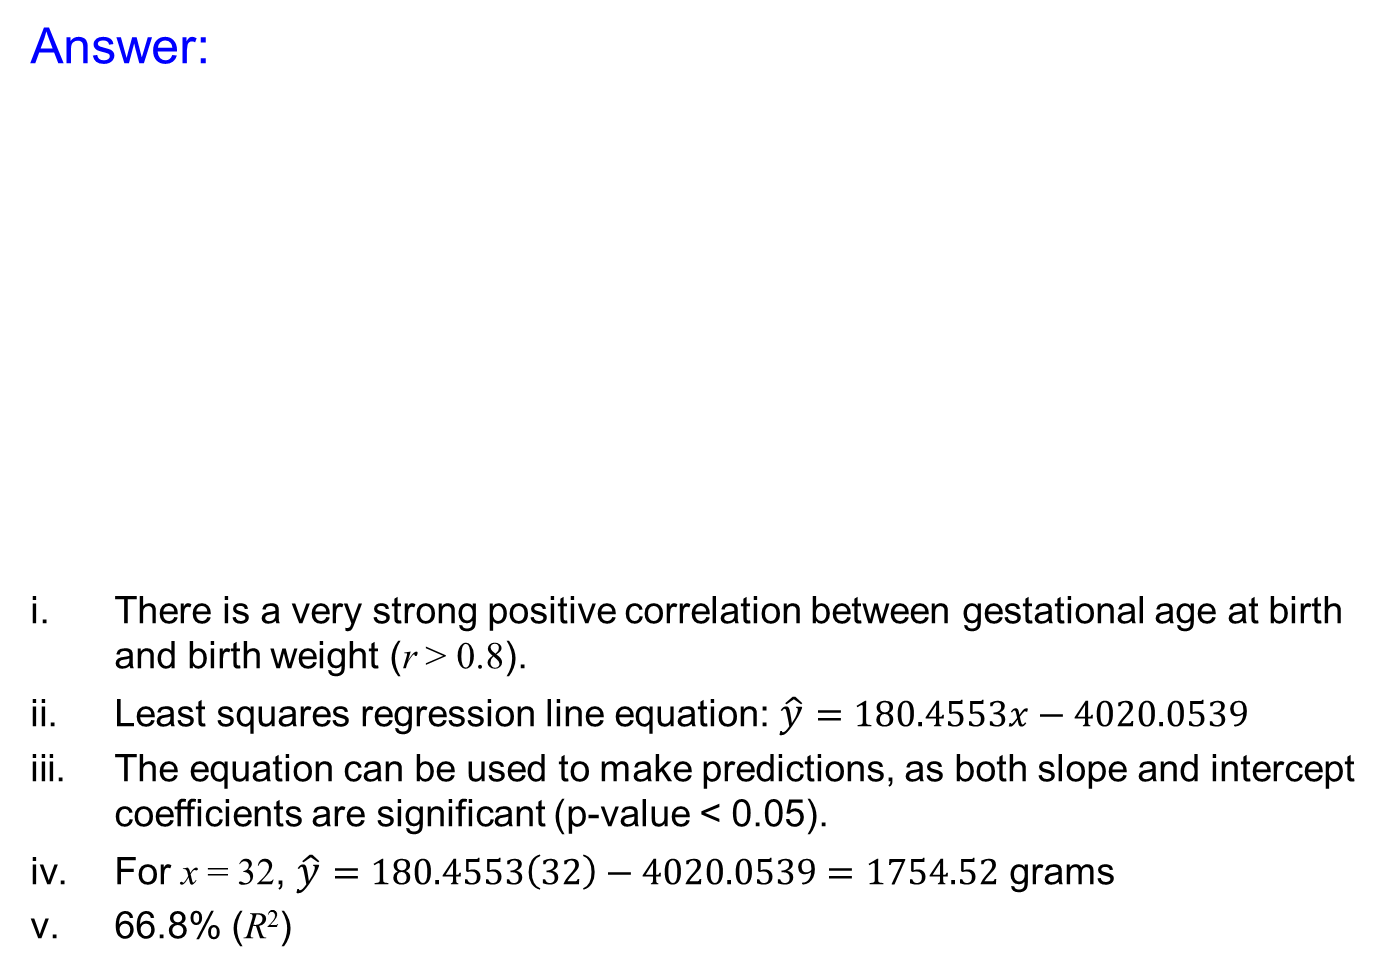 Answer:
i. There is a very strong positive correlation between gestational age at birth
and birth weight (r > 0.8).
ii. Least squares regression line equation: ŷ = 180.4553x − 4020.0539
iii. The equation can be used to make predictions, as both slope and intercept
coefficients are significant (p-value < 0.05).
iv. For x = 32, ŷ = 180.4553(32) − 4020.0539 = 1754.52 grams
v. 66.8% (R²)